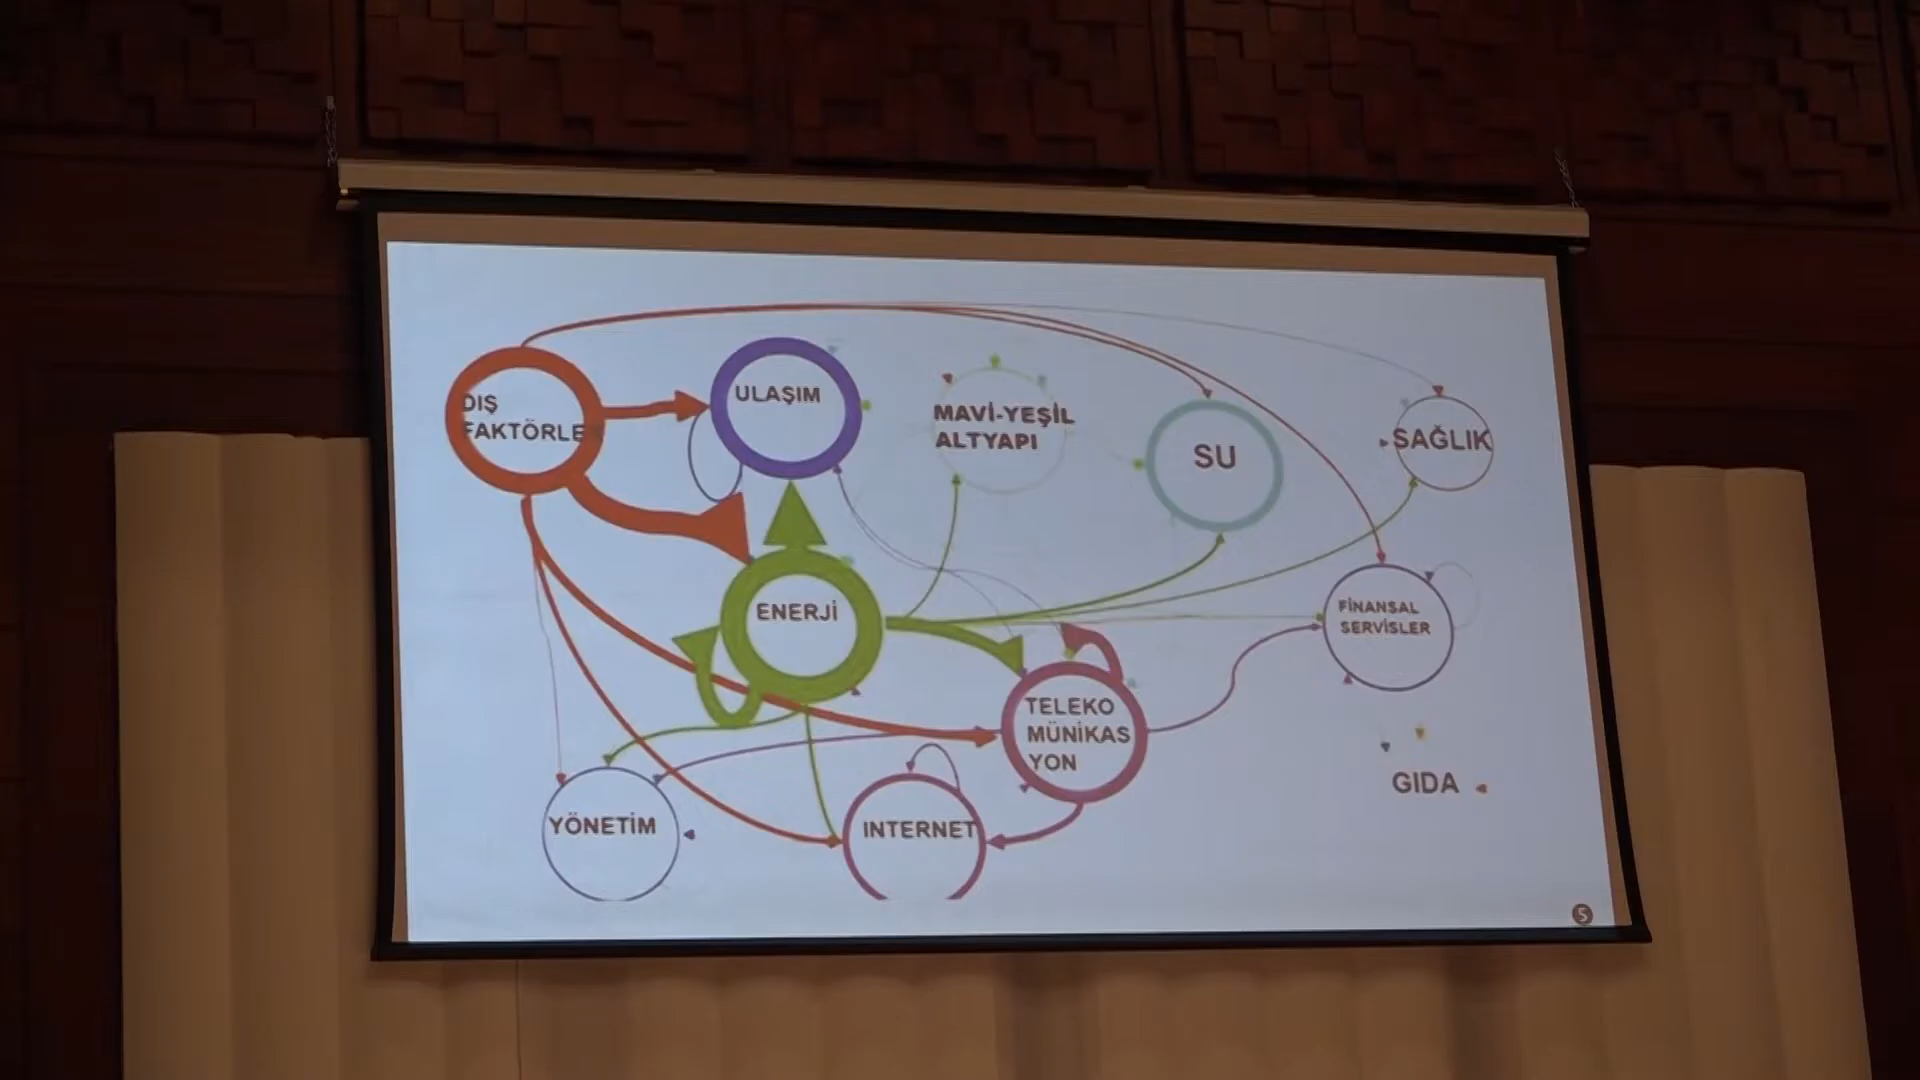 DIŞ
FAKTÖRLE
ULAŞIM
MAVİ-YEŞİL
ALTYAPI
SU
SAĞLIK
ENERJİ
FİNANSAL
SERVİSLER
TELEKO
MÜNİKAS
YON
GIDA
YÖNETİM
INTERNET
5